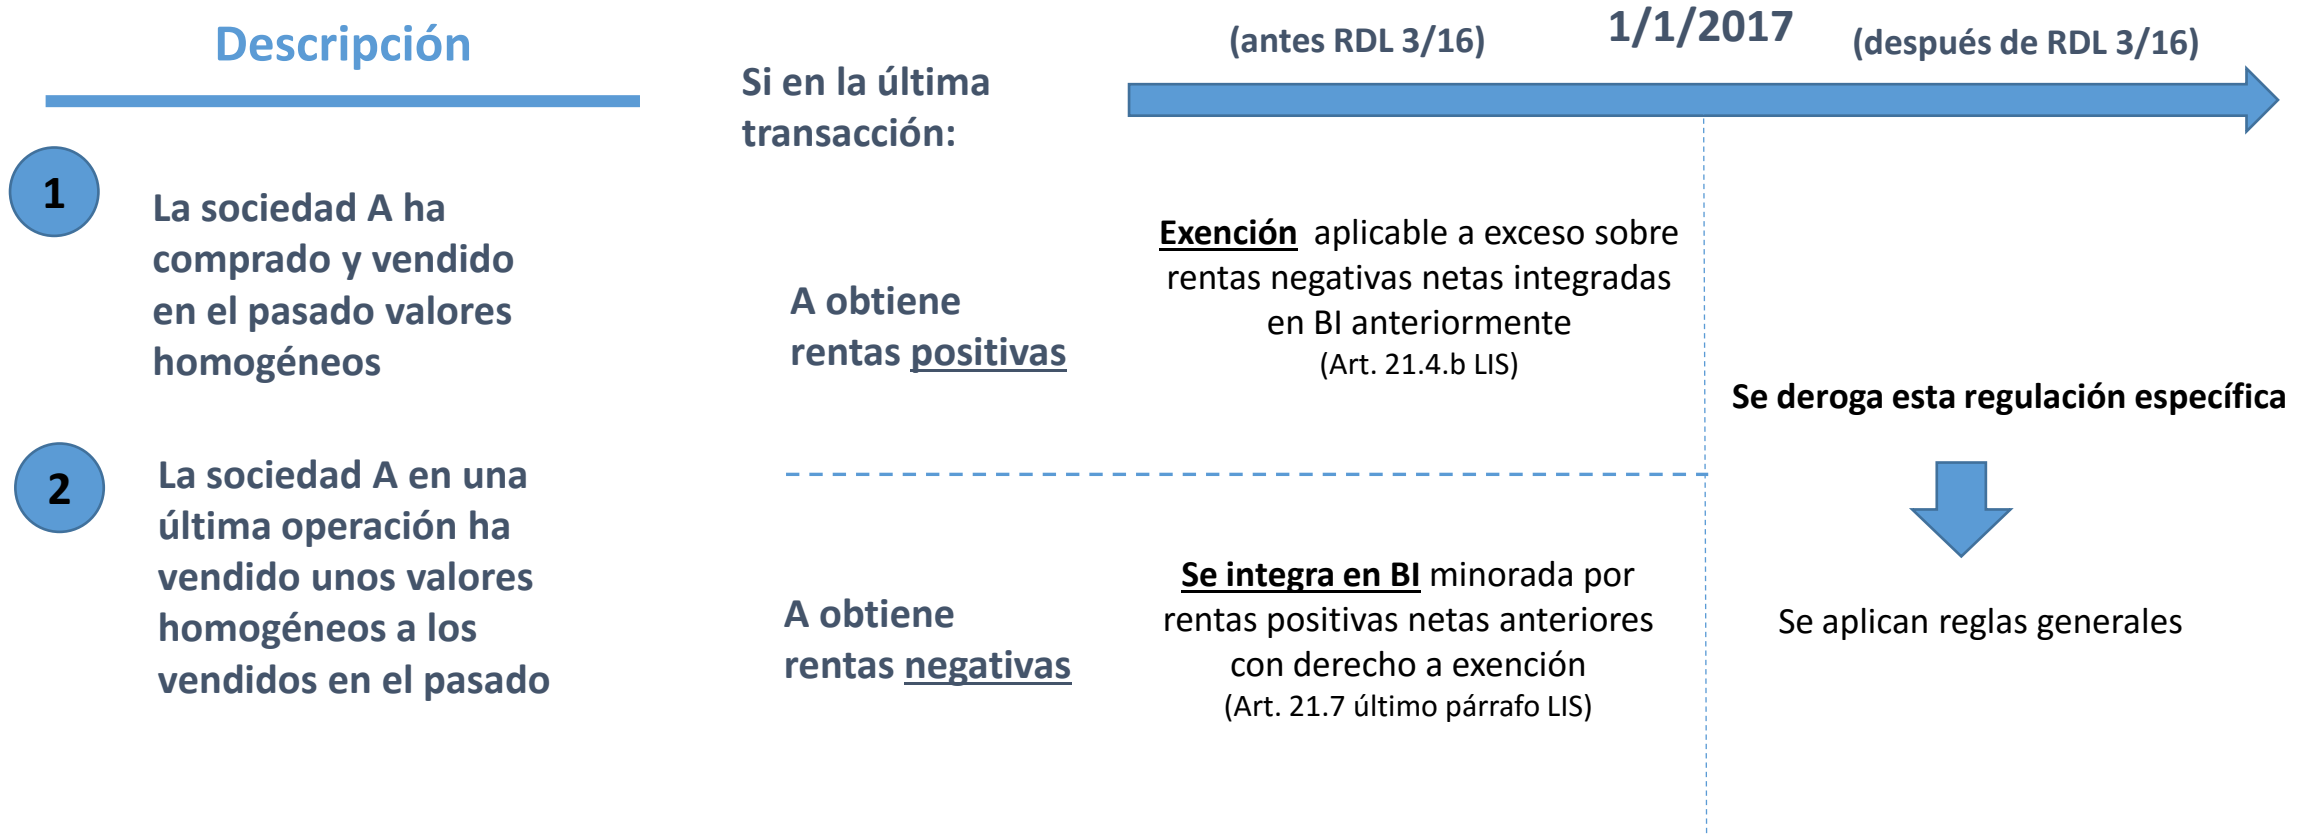 Descripción
1
La sociedad A ha
comprado y vendido
en el pasado valores
homogéneos
2
La sociedad A en una
última operación ha
vendido unos valores
homogéneos a los
vendidos en el pasado
Si en la última
transacción:
(antes RDL 3/16)
1/1/2017
(después de RDL 3/16)
A obtiene
rentas positivas
Exención aplicable a exceso sobre
rentas negativas netas integradas
en BI anteriormente
(Art. 21.4.b LIS)
A obtiene
rentas negativas
Se integra en BI minorada por
rentas positivas netas anteriores
con derecho a exención
(Art. 21.7 último párrafo LIS)
Se deroga esta regulación específica
Se aplican reglas generales